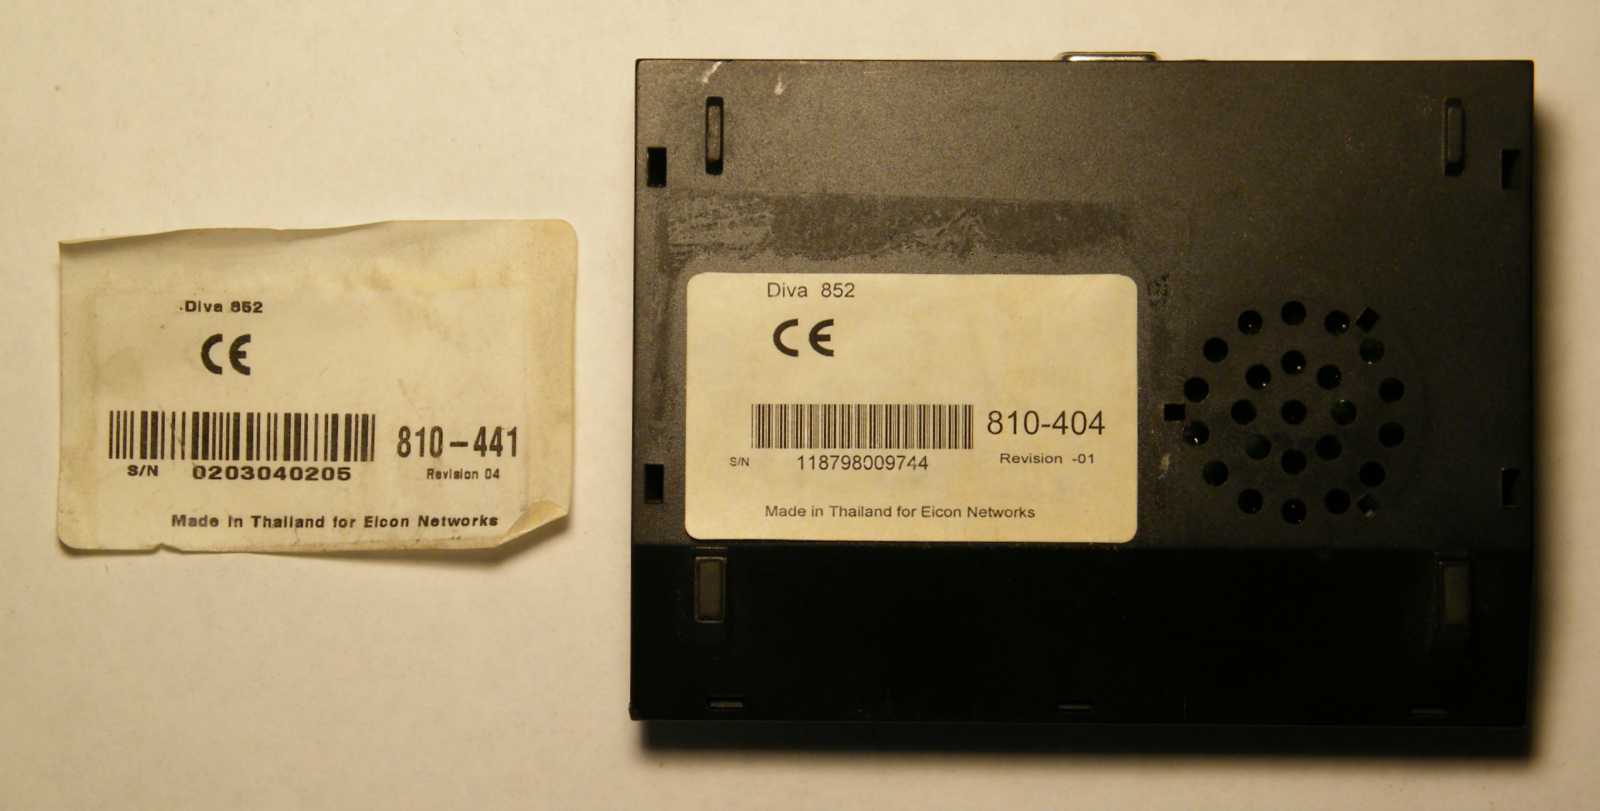 Diva 852
CE
810-441
S/N 0203040205
Revision 04
Made in Thailand for Eicon Networks
Diva 852
CE
810-404
S/N 118798009744
Revision -01
Made in Thailand for Eicon Networks